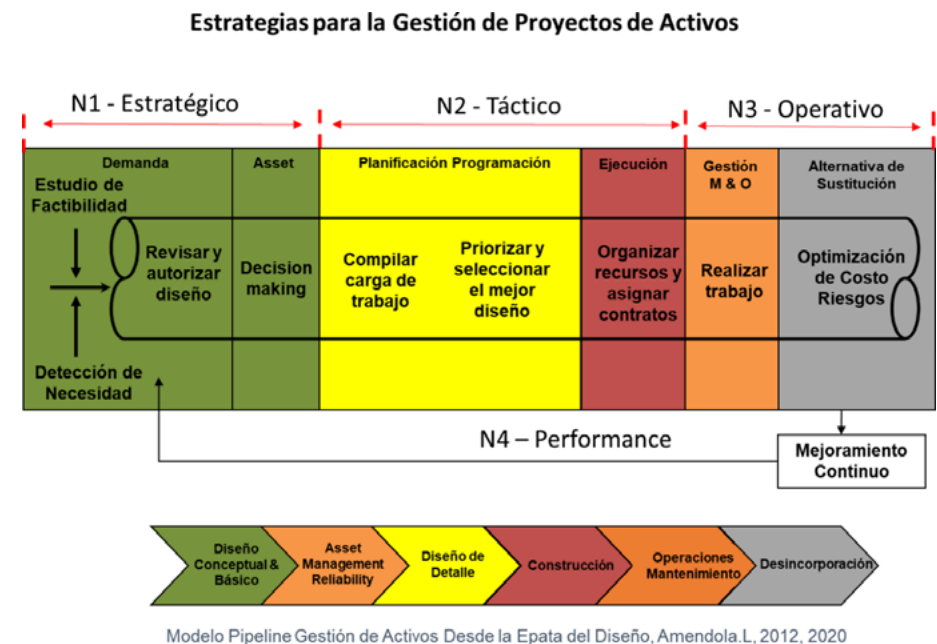 Estrategias para la Gestión de Proyectos de Activos
N1 - Estratégico
N2 - Táctico
N3 - Operativo
Demanda
Asset
Planificación Programación
Ejecución
Gestión
M & O
Alternativa de
Sustitución
Estudio de
Factibilidad
Revisar y
autorizar
diseño
Decision
making
Compilar
carga de
trabajo
Priorizar y
seleccionar
el mejor
diseño
Organizar
recursos y
asignar
contratos
Realizar
trabajo
Optimización
de Costo
Riesgos
Detección de
Necesidad
N4 – Performance
Mejoramiento
Continuo
Diseño
Conceptual &
Básico
Asset
Management
Reliability
Diseño de
Detalle
Construcción
Operaciones
Mantenimiento
Desincorporación
Modelo Pipeline Gestión de Activos Desde la Epata del Diseño, Amendola.L, 2012, 2020